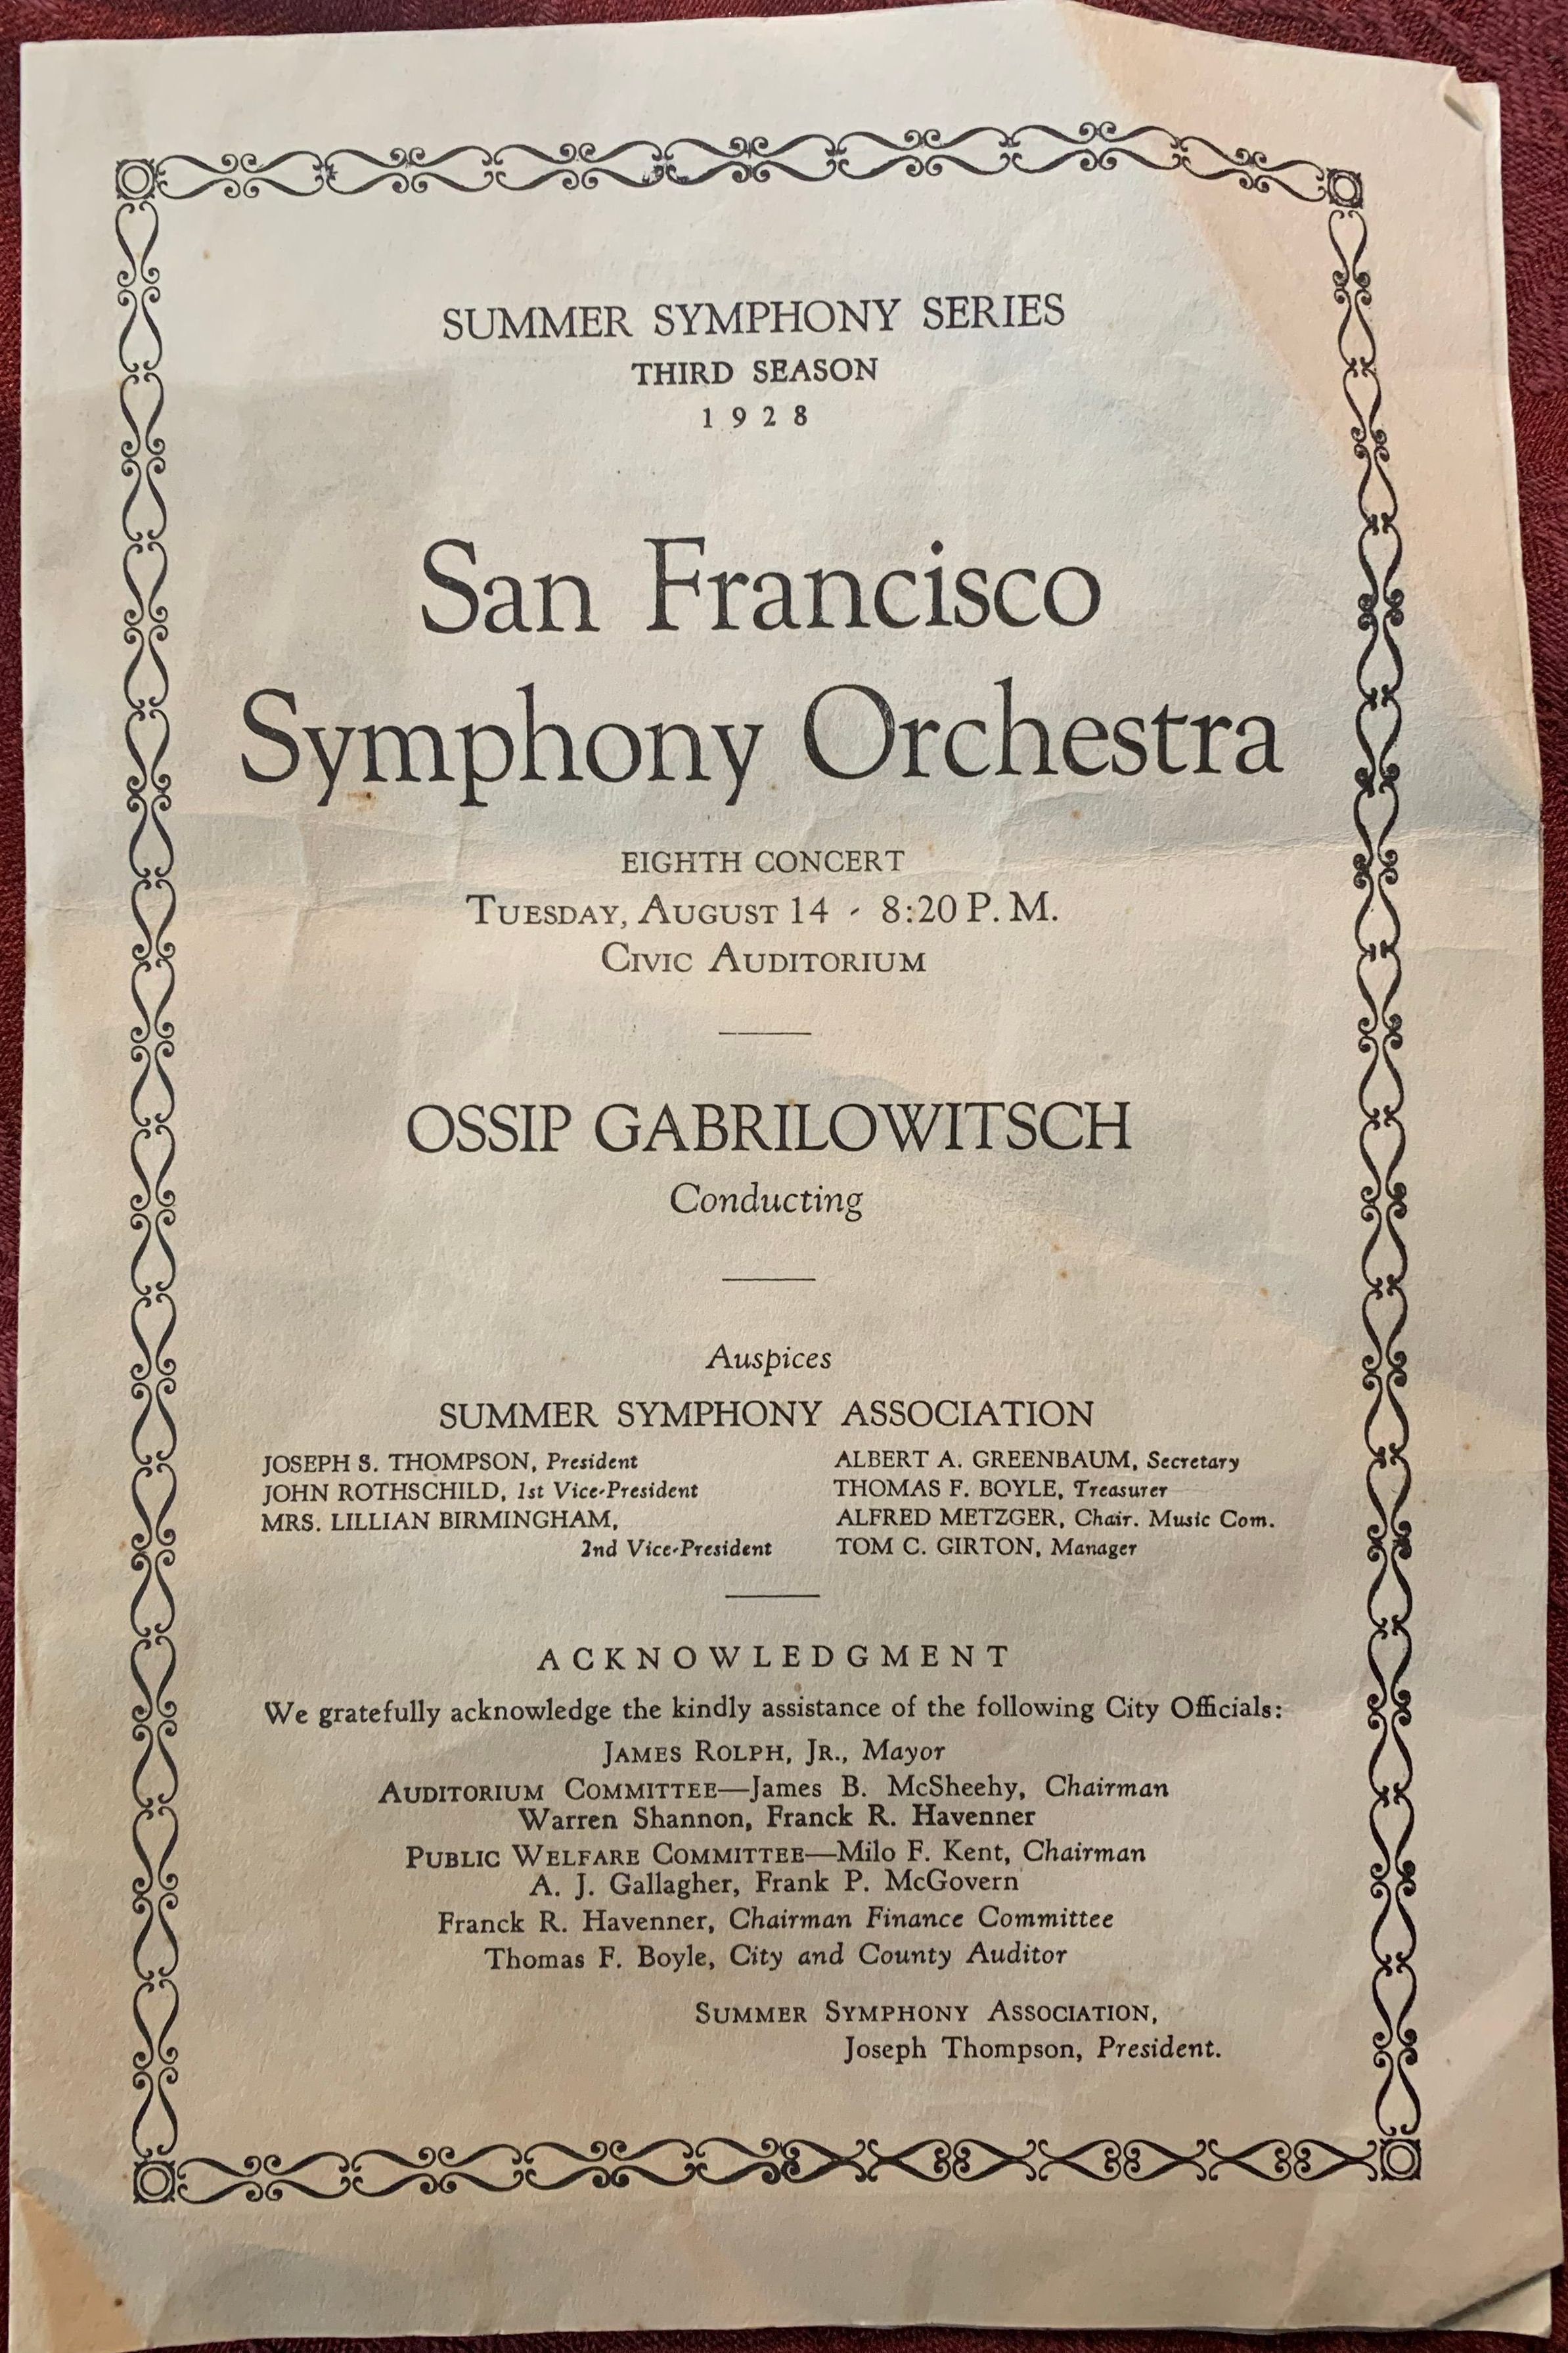 SUMMER SYMPHONY SERIES
THIRD SEASON
1928
San Francisco
Symphony Orchestra
EIGHTH CONCERT
TUESDAY, AUGUST 14 - 8:20 P. M.
CIVIC AUDITORIUM
OSSIP GABRILOWITSCH
Conducting
Auspices
SUMMER SYMPHONY ASSOCIATION
JOSEPH S. THOMPSON, President
JOHN ROTHSCHILD, 1st Vice-President
MRS. LILLIAN BIRMINGHAM,
2nd Vice-President
ALBERT A. GREENBAUM, Secretary
THOMAS F. BOYLE, Treasurer
ALFRED METZGER, Chair. Music Com.
TOM C. GIRTON, Manager
ACKNOWLEDGMENT
We gratefully acknowledge the kindly assistance of the following City Officials:
JAMES ROLPH, JR., Mayor
AUDITORIUM COMMITTEE—James B. McSheehy, Chairman
Warren Shannon, Franck R. Havenner
PUBLIC WELFARE COMMITTEE—Milo F. Kent, Chairman
A. J. Gallagher, Frank P. McGovern
Franck R. Havenner, Chairman Finance Committee
Thomas F. Boyle, City and County Auditor
SUMMER SYMPHONY ASSOCIATION,
Joseph Thompson, President.